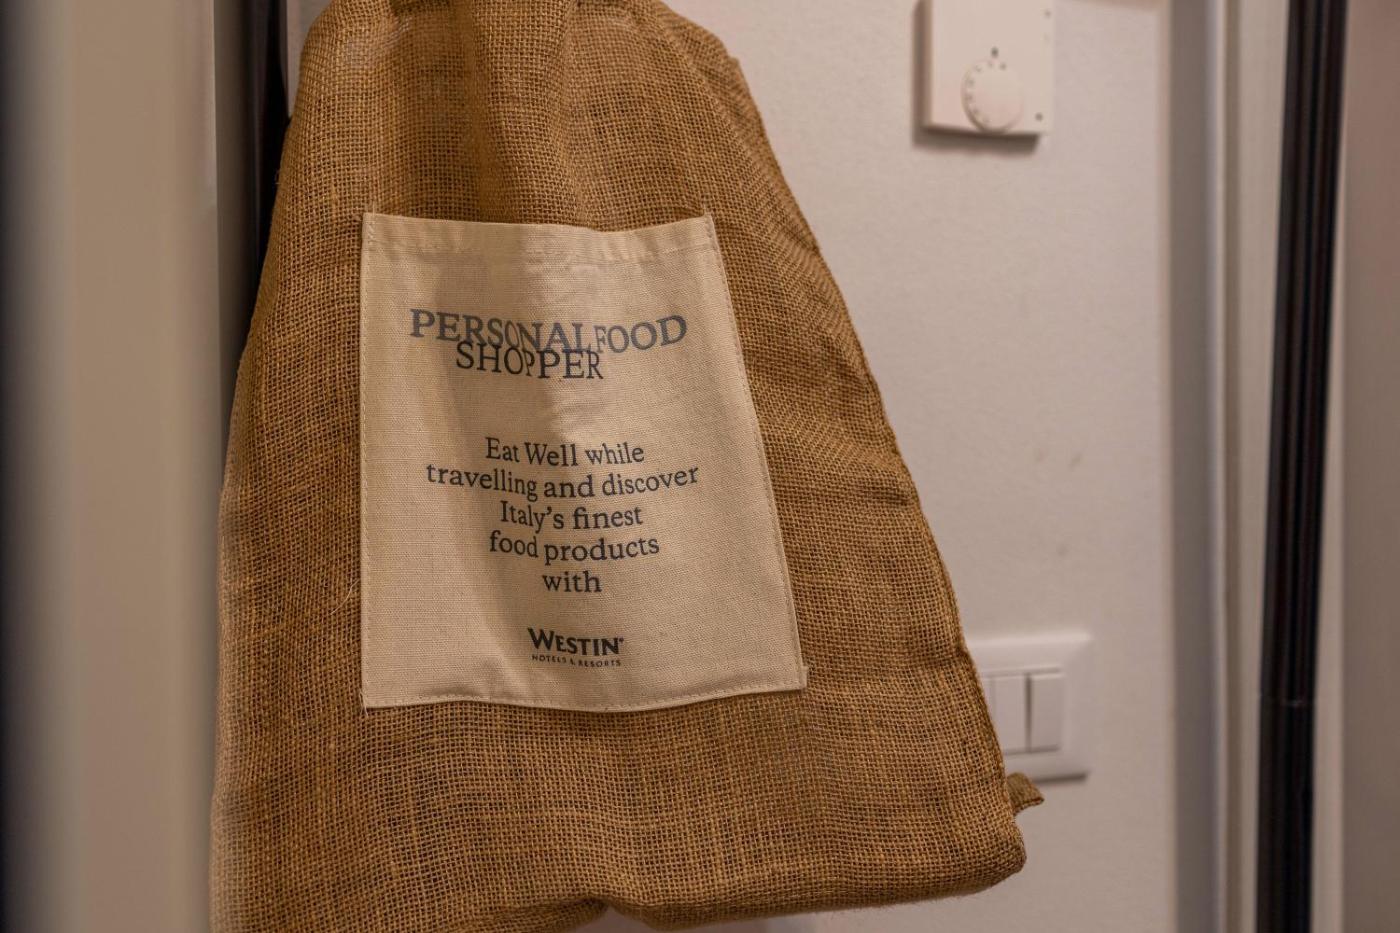 PERSONAL FOOD
SHOPPER
Eat Well while
travelling and discover
Italy's finest
food products
with
WESTIN®
HOTELS & RESORTS